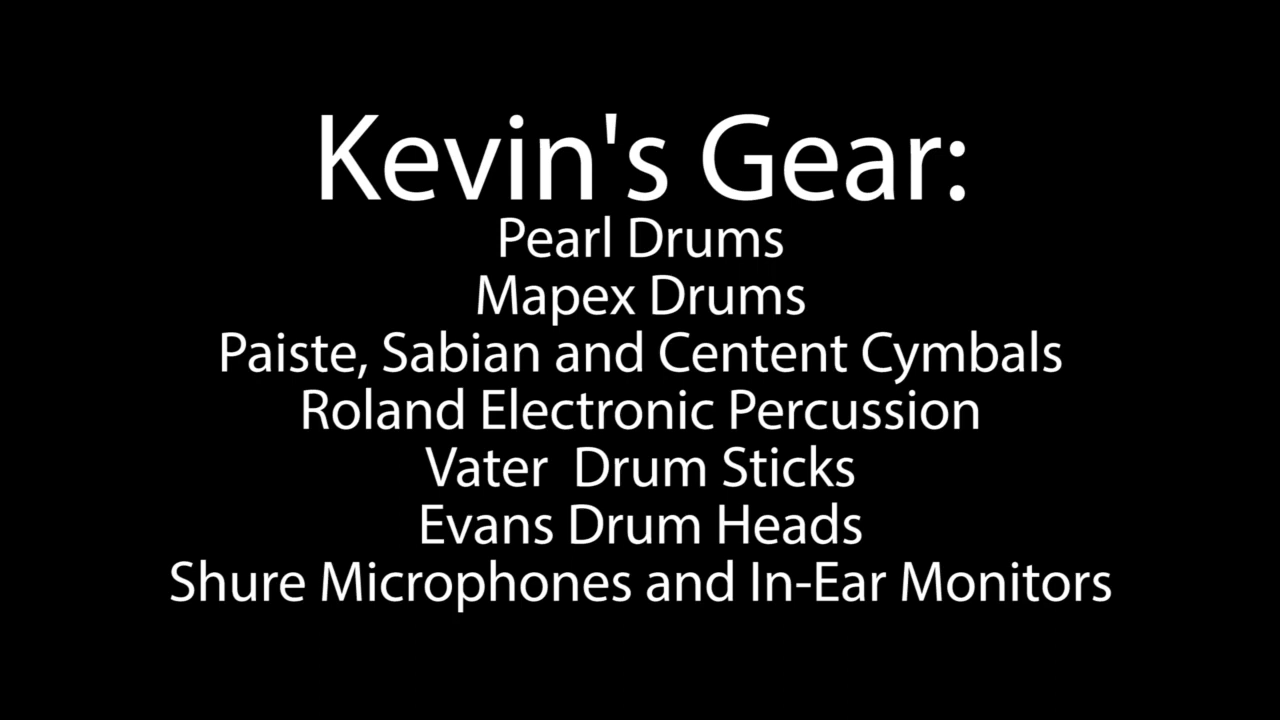 Kevin's Gear:
Pearl Drums
Mapex Drums
Paiste, Sabian and Centent Cymbals
Roland Electronic Percussion
Vater  Drum Sticks
Evans Drum Heads
Shure Microphones and In-Ear Monitors